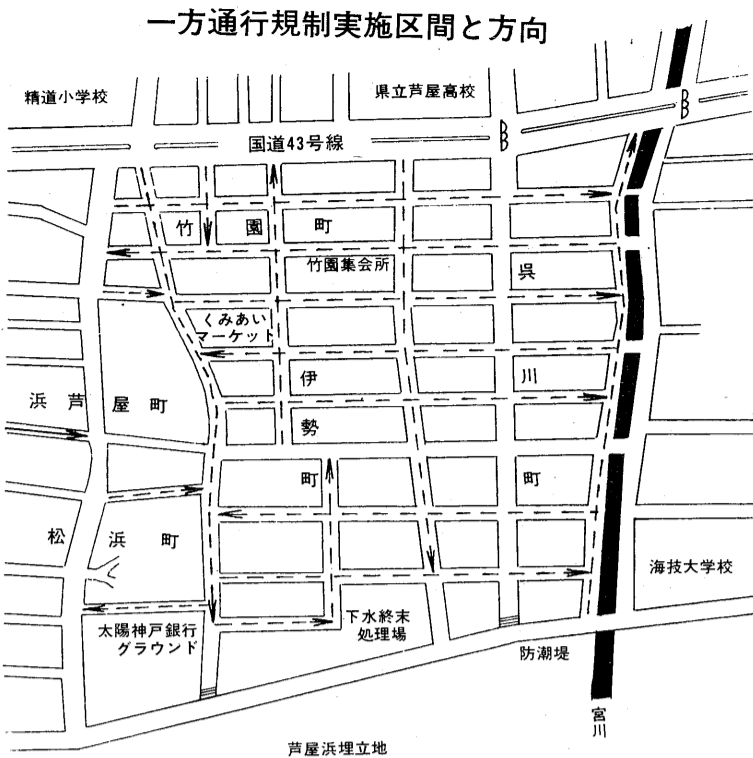 一方通行規制実施区間と方向
精道小学校
県立芦屋高校
国道43号線
竹園町
竹園集会所
呉川町
くみあい
マーケット
伊勢町
浜芦屋町
松浜町
海技大学校
太陽神戸銀行
グラウンド
下水終末
処理場
防潮堤
宮川
芦屋浜埋立地